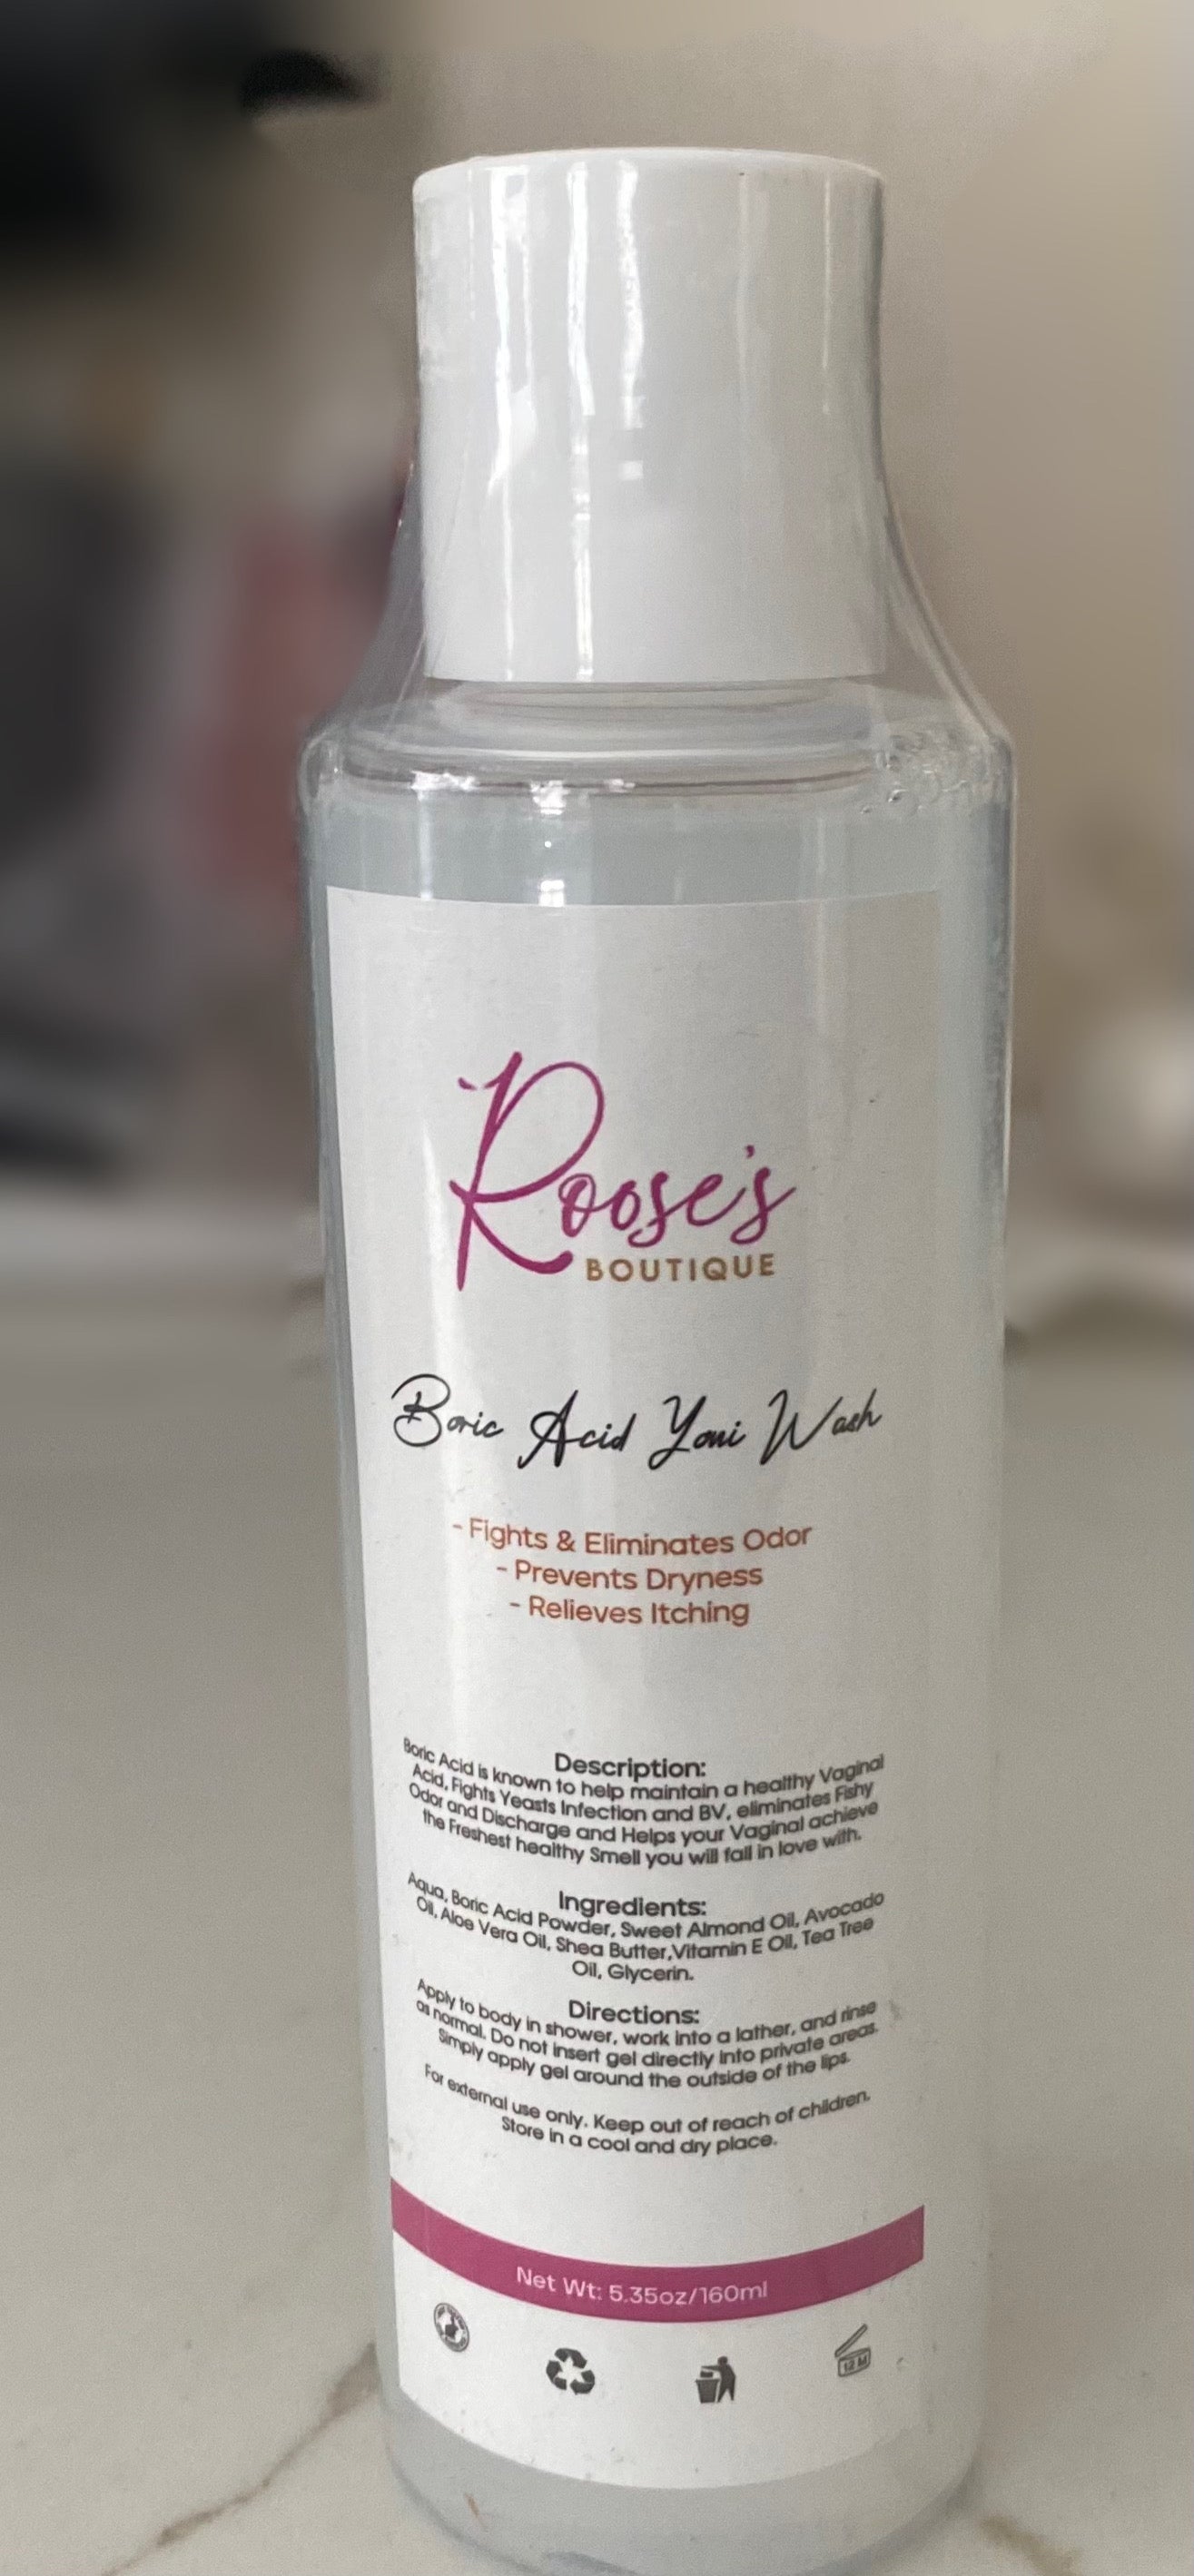 Roose's
BOUTIQUE
Boric Acid Yoni Wash
- Fights & Eliminates Odor
- Prevents Dryness
- Relieves Itching
Description:
Boric Acid is known to help maintain a healthy Vaginal
Acid, Fights Yeasts Infection and BV, eliminates Fishy
Odor and Discharge and Helps your Vaginal achieve
the Freshest healthy Smell you will fall in love with.
Ingredients:
Aqua, Boric Acid Powder, Sweet Almond Oil, Avocado
Oil, Aloe Vera Oil, Shea Butter,Vitamin E Oil, Tea Tree
Oil, Glycerin.
Directions:
Apply to body in shower, work into a lather, and rinse
as normal. Do not insert gel directly into private areas.
Simply apply gel around the outside of the lips.
For external use only. Keep out of reach of children.
Store in a cool and dry place.
Net Wt: 5.35oz/160ml
12 M